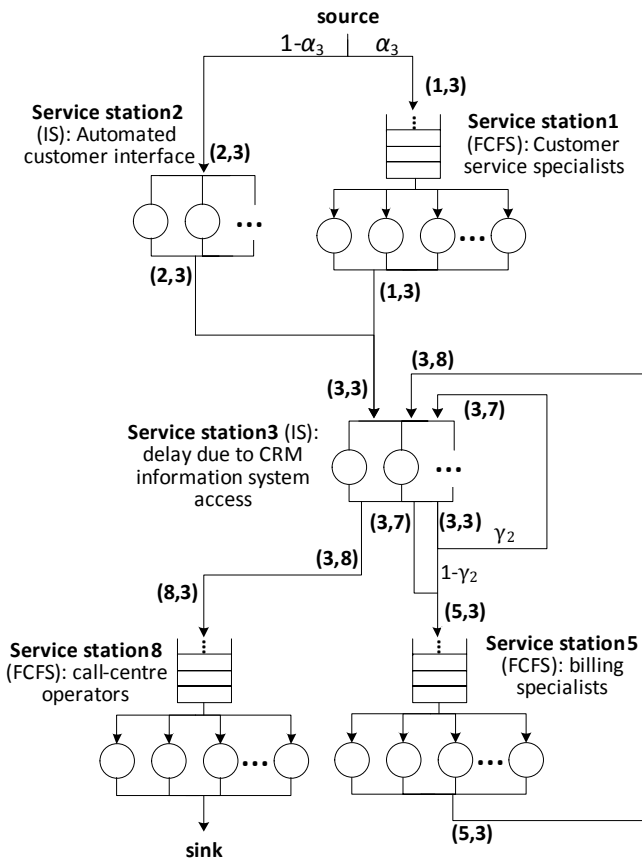 source
1-α3
α3
(1,3)
Service station2
(IS): Automated
customer interface
(2,3)
Service station1
(FCFS): Customer
service specialists
...
(2,3)
...
(1,3)
(3,8)
(3,3)
(3,7)
Service station3 (IS):
delay due to CRM
information system
access
...
(3,7)
(3,3)
(3,8)
γ2
1-γ2
(8,3)
(5,3)
Service station8
(FCFS): call-centre
operators
Service station5
(FCFS): billing
specialists
...
...
sink
(5,3)